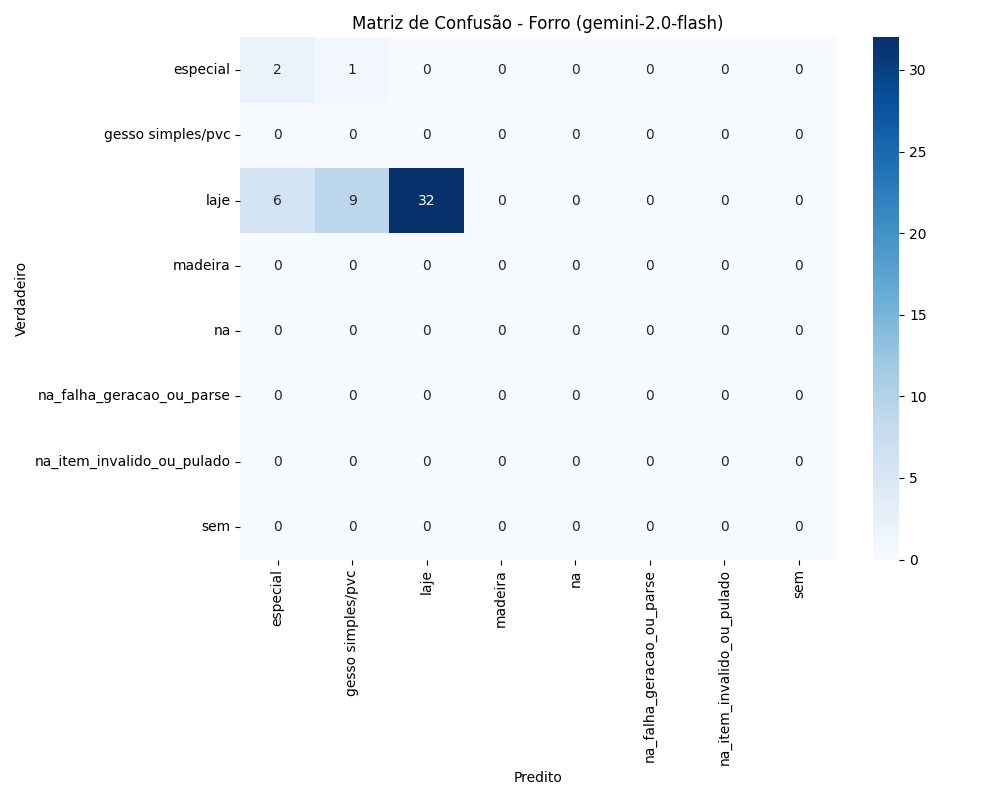 Matriz de Confusão - Forro (gemini-2.0-flash)
Verdadeiro
especial 2 1 0 0 0 0 0 0
gesso simples/pvc 0 0 0 0 0 0 0 0
laje 6 9 32 0 0 0 0 0
madeira 0 0 0 0 0 0 0 0
na 0 0 0 0 0 0 0 0
na_falha_geracao_ou_parse 0 0 0 0 0 0 0 0
na_item_invalido_ou_pulado 0 0 0 0 0 0 0 0
sem 0 0 0 0 0 0 0 0
especial
gesso simples/pvc
laje
madeira
na
na_falha_geracao_ou_parse
na_item_invalido_ou_pulado
sem
Predito
30
25
20
15
10
5
0